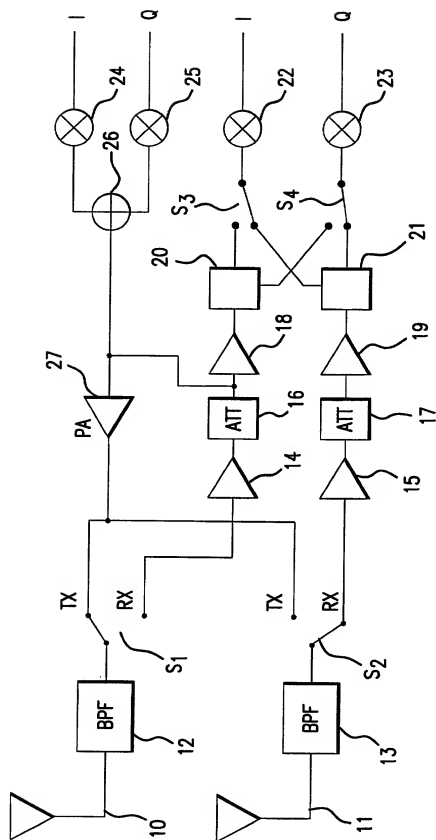 I
Q
24
25
26
27
PA
I
Q
22
23
S3
S4
20
21
18
19
ATT
16
ATT
17
14
15
TX
RX
S1
TX
RX
S2
BPF
12
BPF
13
10
11